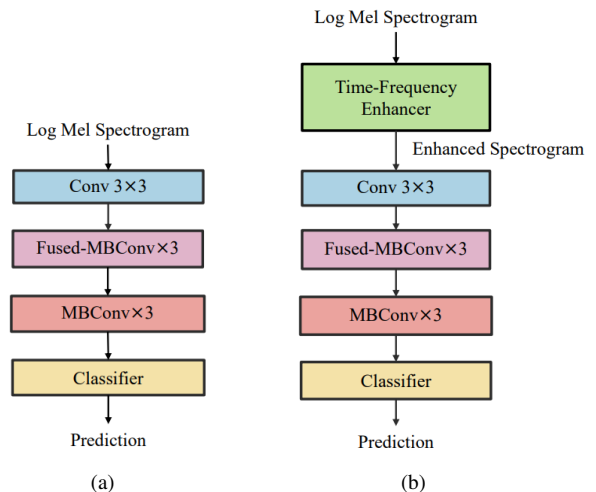 Log Mel Spectrogram
Conv 3×3
Fused-MBConv×3
MBConv×3
Classifier
Prediction
(a)
Log Mel Spectrogram
Time-Frequency
Enhancer
Enhanced Spectrogram
Conv 3×3
Fused-MBConv×3
MBConv×3
Classifier
Prediction
(b)